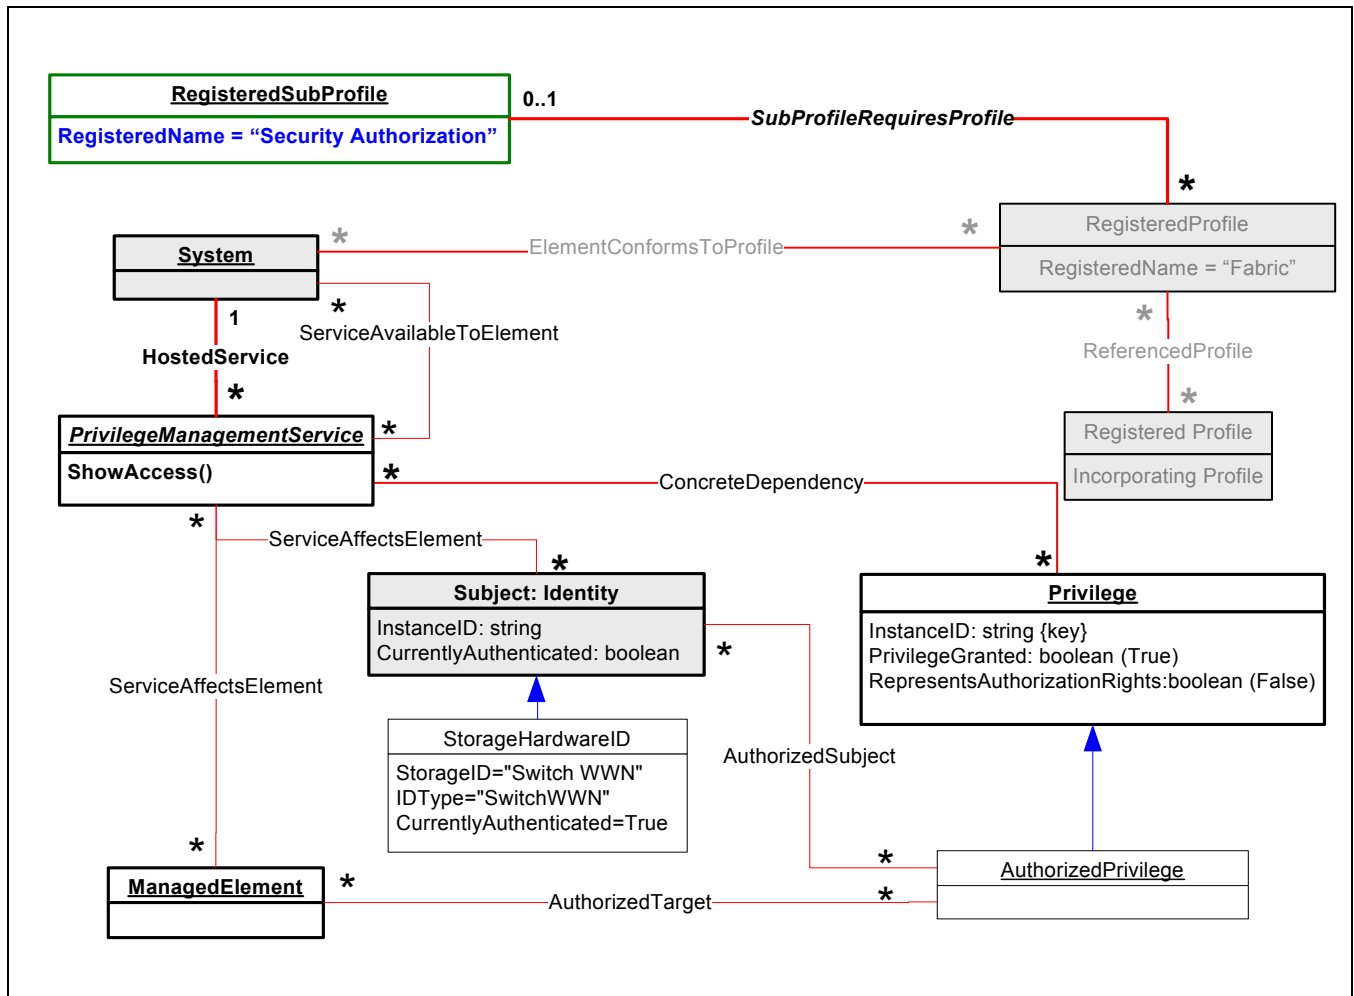 RegisteredSubProfile
RegisteredName = “Security Authorization”
0..1
SubProfileRequiresProfile
*
RegisteredProfile
RegisteredName = “Fabric”
System
*
ElementConformsToProfile
*
*
ServiceAvailableToElement
*
1
HostedService
*
*
ReferencedProfile
*
Registered Profile
Incorporating Profile
PrivilegeManagementService
ShowAccess()
*
ConcreteDependency
*
*
ServiceAffectsElement
*
Subject: Identity
InstanceID: string
CurrentlyAuthenticated: boolean
*
Privilege
InstanceID: string {key}
PrivilegeGranted: boolean (True)
RepresentsAuthorizationRights:boolean (False)
ServiceAffectsElement
*
StorageHardwareID
StorageID="Switch WWN"
IDType="SwitchWWN"
CurrentlyAuthenticated=True
AuthorizedSubject
*
AuthorizedPrivilege
ManagedElement
*
AuthorizedTarget
*